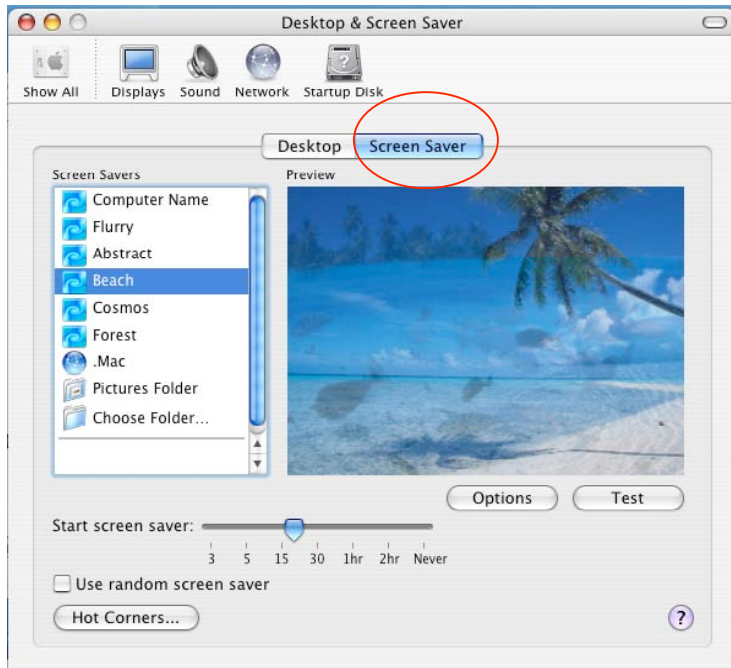 Desktop & Screen Saver
Show All Displays Sound Network Startup Disk
Desktop Screen Saver
Screen Savers Preview
Computer Name
Flurry
Abstract
Beach
Cosmos
Forest
.Mac
Pictures Folder
Choose Folder...
Options Test
Start screen saver:
3 5 15 30 1hr 2hr Never
Use random screen saver
Hot Corners... ?